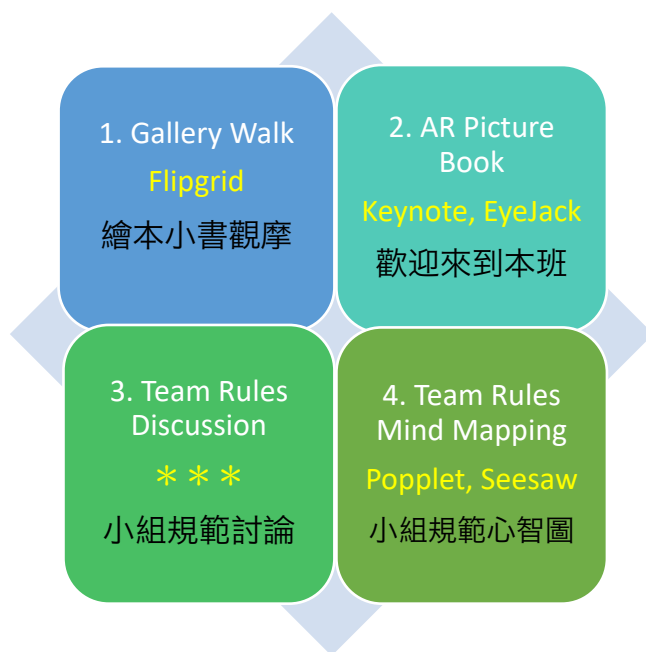 1. Gallery Walk
Flipgrid
繪本小書觀摩
2. AR Picture
Book
Keynote, EyeJack
歡迎來到本班
3. Team Rules
Discussion
＊＊＊
小組規範討論
4. Team Rules
Mind Mapping
Popplet, Seesaw
小組規範心智圖